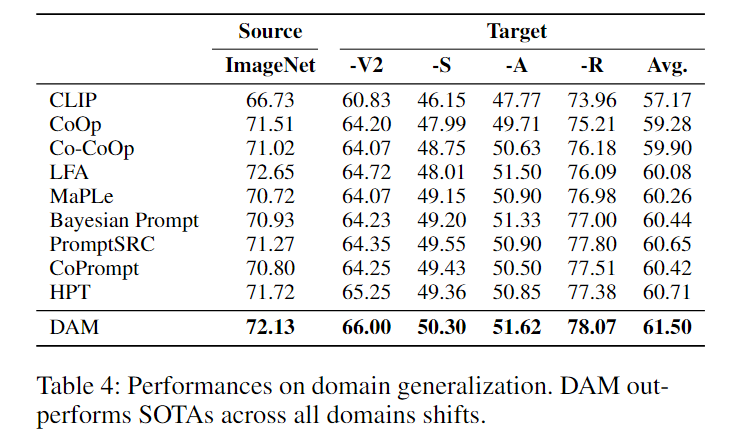 Source Target
ImageNet -V2 -S -A -R Avg.
CLIP 66.73 60.83 46.15 47.77 73.96 57.17
CoOp 71.51 64.20 47.99 49.71 75.21 59.28
Co-CoOp 71.02 64.07 48.75 50.63 76.18 59.90
LFA 72.65 64.72 48.01 51.50 76.09 60.08
MaPLe 70.72 64.07 49.15 50.90 76.98 60.26
Bayesian Prompt 70.93 64.23 49.20 51.33 77.00 60.44
PromptSRC 71.27 64.35 49.55 50.90 77.80 60.65
CoPrompt 70.80 64.25 49.43 50.50 77.51 60.42
HPT 71.72 65.25 49.36 50.85 77.38 60.71
DAM 72.13 66.00 50.30 51.62 78.07 61.50
Table 4: Performances on domain generalization. DAM out-
performs SOTAs across all domains shifts.